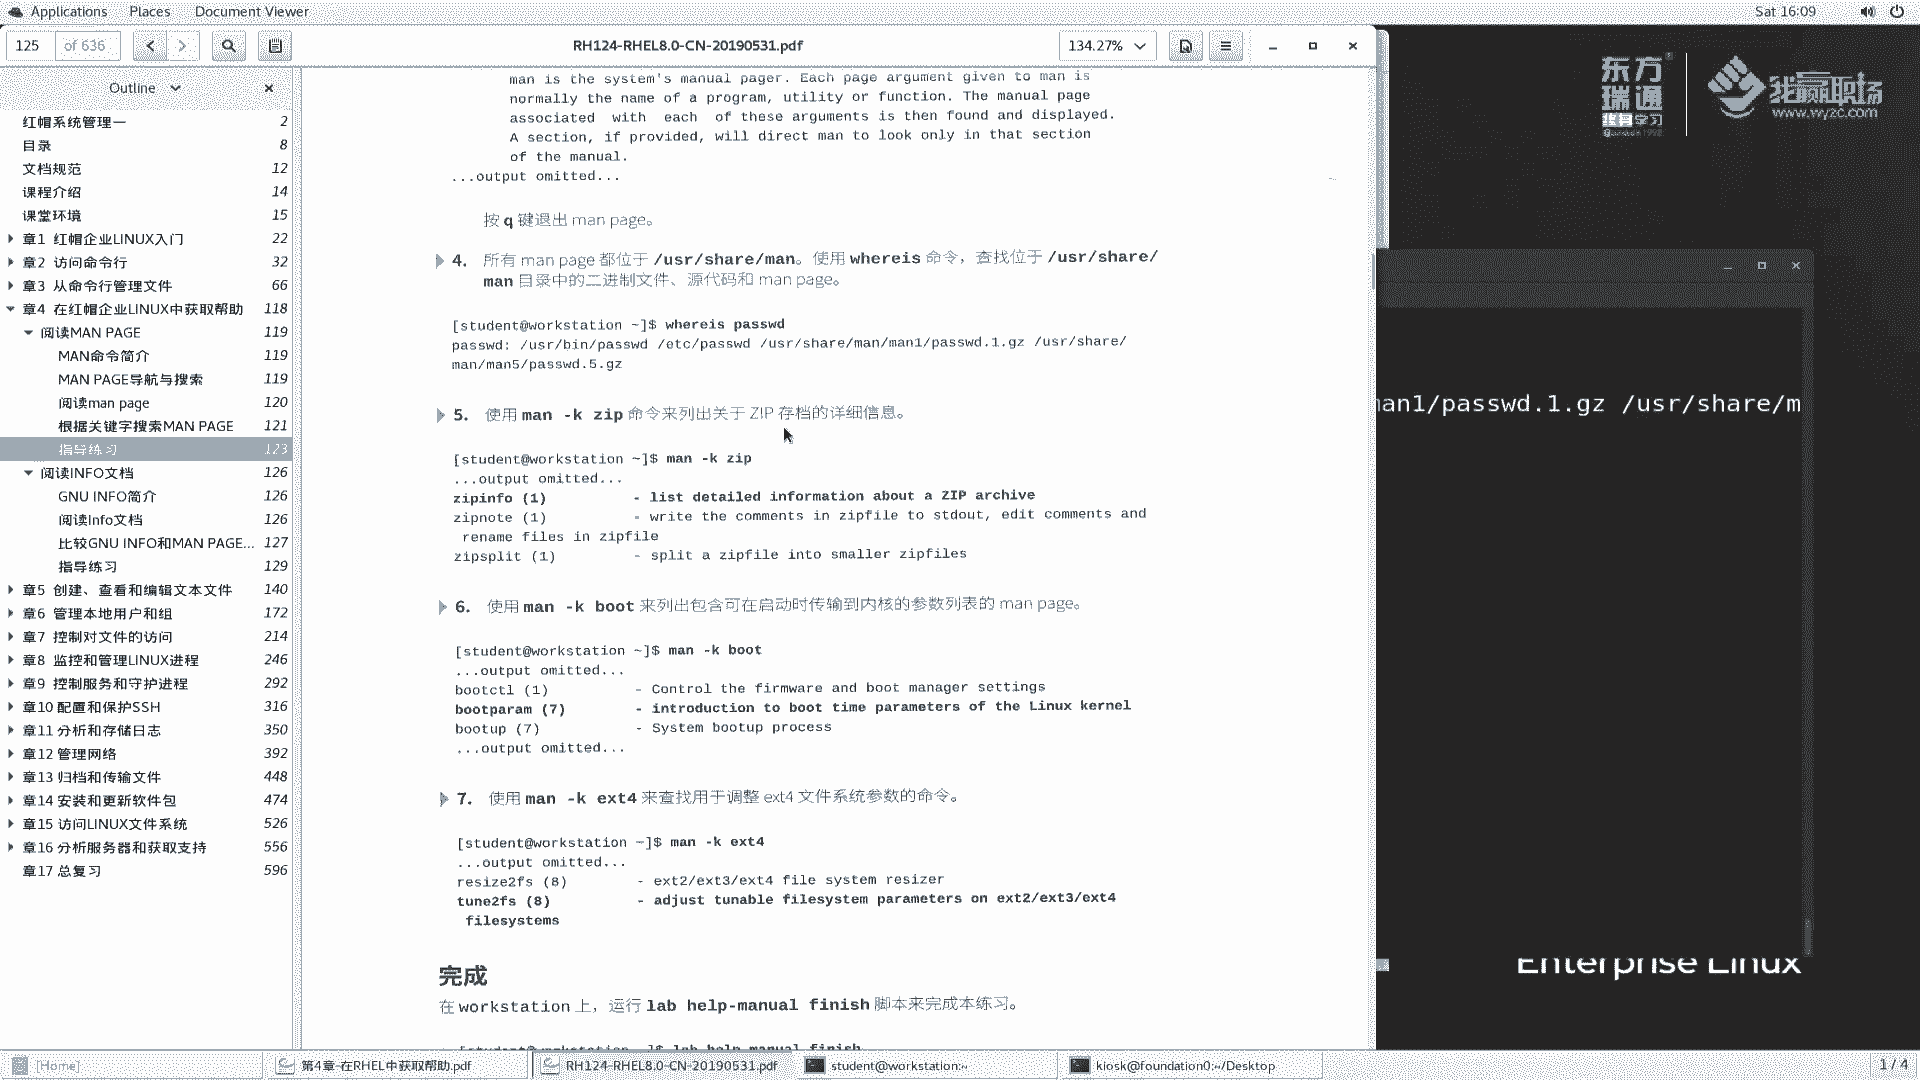 Applications Places Document Viewer Sat 16:09
125 of 636 RH124-RHEL8.0-CN-20190531.pdf 134.27%
Outline
红帽系统管理一 2
目录 8
文档规范 12
课程介绍 14
课堂环境 15
章1 红帽企业LINUX入门 22
章2 访问命令行 32
章3 从命令行管理文件 66
章4 在红帽企业LINUX中获取帮助 118
阅读MAN PAGE 119
MAN命令简介 119
MAN PAGE导航与搜索 119
阅读man page 120
根据关键字搜索MAN PAGE 121
指导练习 123
阅读INFO文档 126
GNU INFO简介 126
阅读Info文档 126
比较GNU INFO和MAN PAGE... 127
指导练习 129
章5 创建、查看和编辑文本文件 140
章6 管理本地用户和组 172
章7 控制对文件的访问 214
章8 监控和管理LINUX进程 246
章9 控制服务和守护进程 292
章10 配置和保护SSH 316
章11 分析和存储日志 350
章12 管理网络 392
章13 归档和传输文件 448
章14 安装和更新软件包 474
章15 访问LINUX文件系统 526
章16 分析服务器和获取支持 556
章17 总复习 596
man is the system's manual pager. Each page argument given to man is
normally the name of a program, utility or function. The manual page
associated with each of these arguments is then found and displayed.
A section, if provided, will direct man to look only in that section
of the manual.
...output omitted...
按 q 键退出 man page。
4. 所有 man page 都位于 /usr/share/man。使用 whereis 命令，查找位于 /usr/share/
man 目录中的二进制文件、源代码和 man page。
[student@workstation ~]$ whereis passwd
passwd: /usr/bin/passwd /etc/passwd /usr/share/man/man1/passwd.1.gz /usr/share/
man/man5/passwd.5.gz
5. 使用 man -k zip 命令来列出关于 ZIP 存档的详细信息。
[student@workstation ~]$ man -k zip
...output omitted...
zipinfo (1) - list detailed information about a ZIP archive
zipnote (1) - write the comments in zipfile to stdout, edit comments and
rename files in zipfile
zipsplit (1) - split a zipfile into smaller zipfiles
6. 使用 man -k boot 来列出包含可在启动时传输到内核的参数列表的 man page。
[student@workstation ~]$ man -k boot
...output omitted...
bootctl (1) - Control the firmware and boot manager settings
bootparam (7) - introduction to boot time parameters of the Linux kernel
bootup (7) - System bootup process
...output omitted...
7. 使用 man -k ext4 来查找用于调整 ext4 文件系统参数的命令。
[student@workstation ~]$ man -k ext4
...output omitted...
resize2fs (8) - ext2/ext3/ext4 file system resizer
tune2fs (8) - adjust tunable filesystem parameters on ext2/ext3/ext4
filesystems
完成
在 workstation 上，运行 lab help-manual finish 脚本来完成本练习。
[student@workstation ~]$ lab help-manual finish
东方
瑞通
终身学习
我赢职场
www.wyzc.com
man1/passwd.1.gz /usr/share/m
Enterprise Linux
[Home] 第4章-在RHEL中获取帮助.pdf RH124-RHEL8.0-CN-20190531.pdf student@workstation:~ kiosk@foundation0:~/Desktop 1 / 4